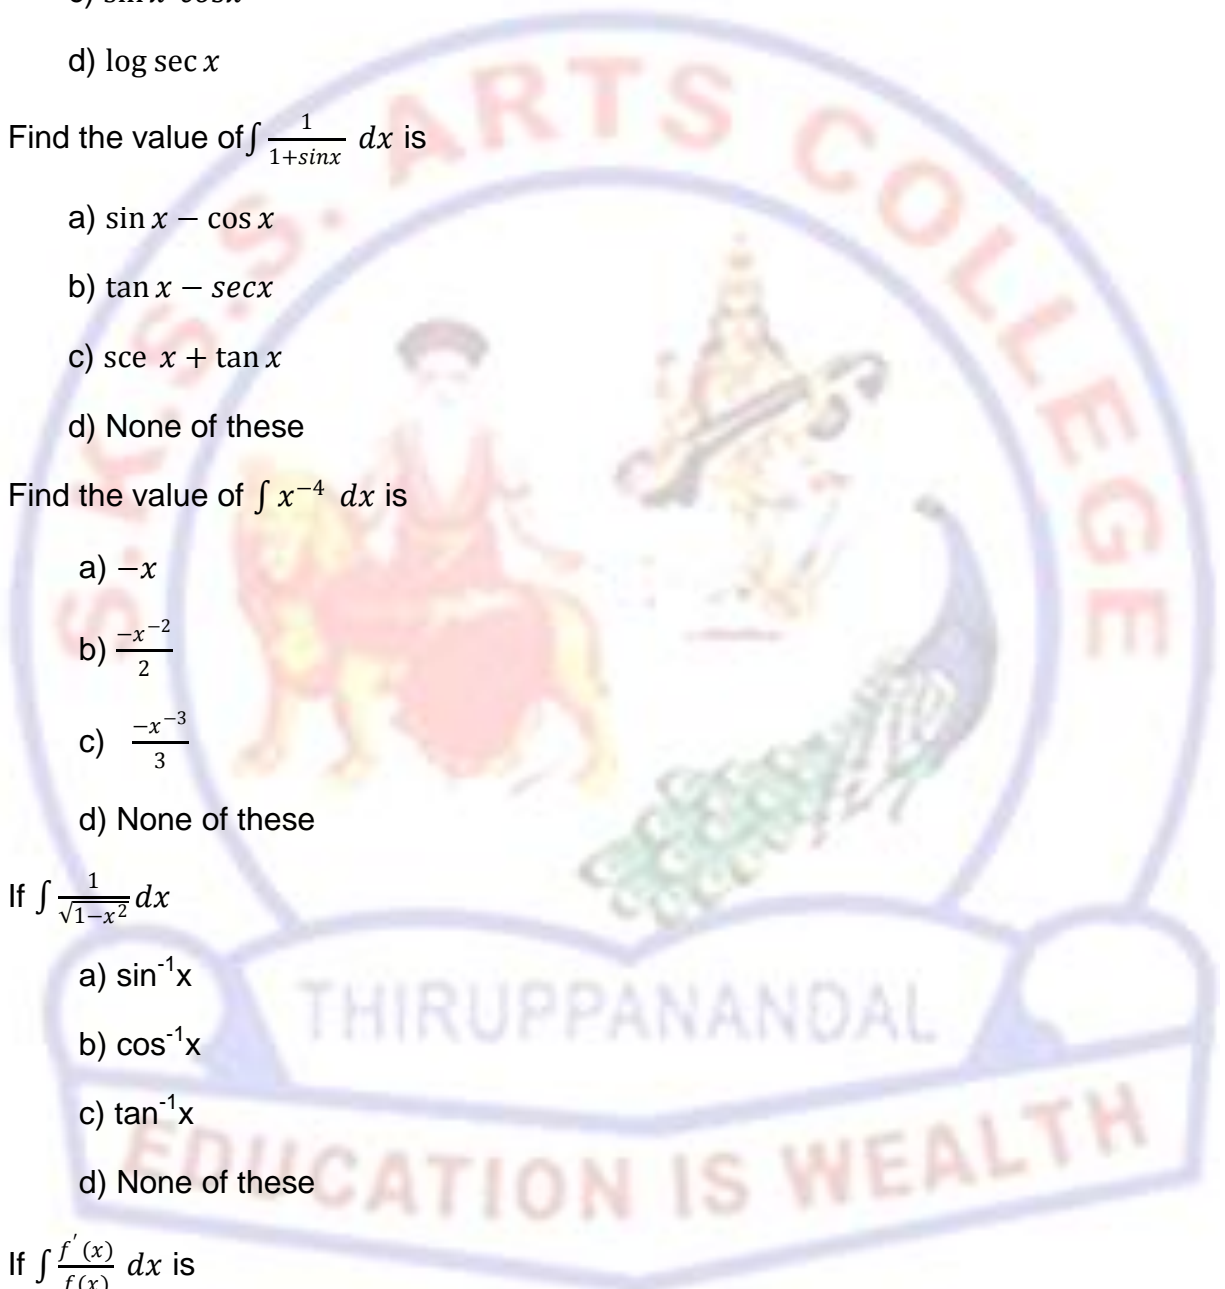 d) log sec x
Find the value of ∫ 1/(1+sinx) dx is
a) sin x − cos x
b) tan x − secx
c) sce x + tan x
d) None of these
Find the value of ∫ x⁻⁴ dx is
a) −x
b) −x⁻²/2
c) −x⁻³/3
d) None of these
If ∫ 1/√(1−x²) dx
a) sin⁻¹x
b) cos⁻¹x
c) tan⁻¹x
d) None of these
If ∫ f′(x)/f(x) dx is
S.K.S.S. ARTS COLLEGE
THIRUPPANANDAL
EDUCATION IS WEALTH